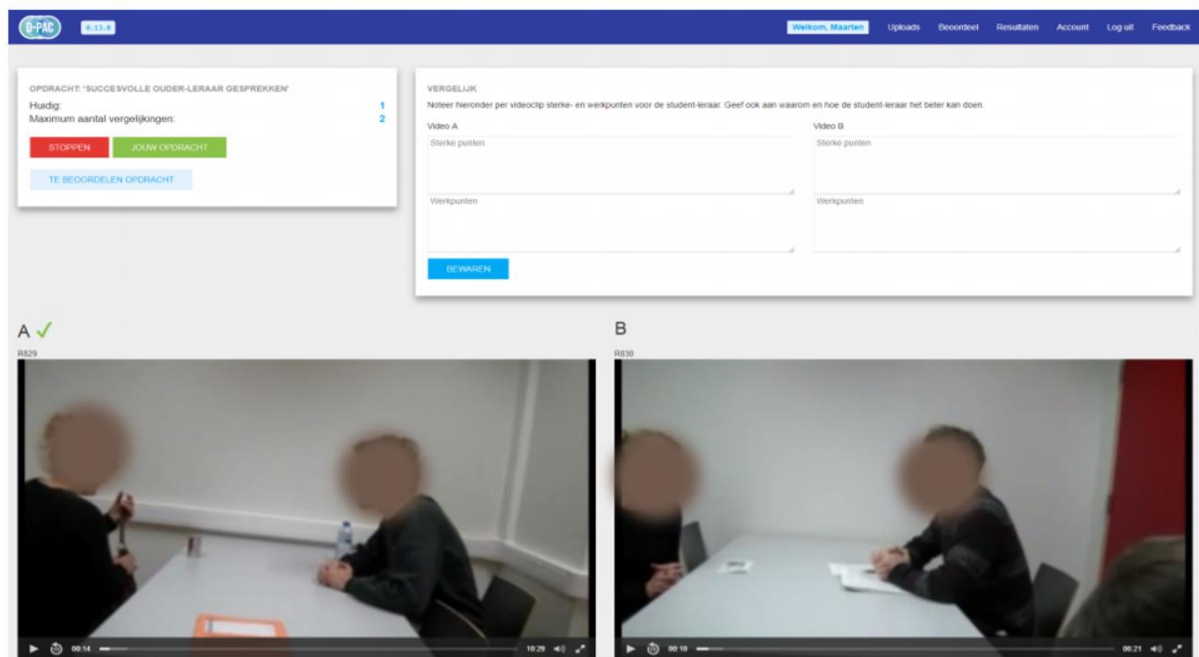 D-PAC 0.13.8 Welkom, Maarten Uploads Beoordeel Resultaten Account Log uit Feedback
OPDRACHT: 'SUCCESVOLLE OUDER-LERAAR GESPREKKEN'
Huidig: 1
Maximum aantal vergelijkingen: 2
STOPPEN JOUW OPDRACHT
TE BEOORDELEN OPDRACHT
VERGELIJK
Noteer hieronder per videoclip sterke- en werkpunten voor de student-leraar. Geef ook aan waarom en hoe de student-leraar het beter kan doen.
Video A Video B
Sterke punten Sterke punten
Werkpunten Werkpunten
BEWAREN
A B
R829 R830
00:14 10:29 00:10 06:21